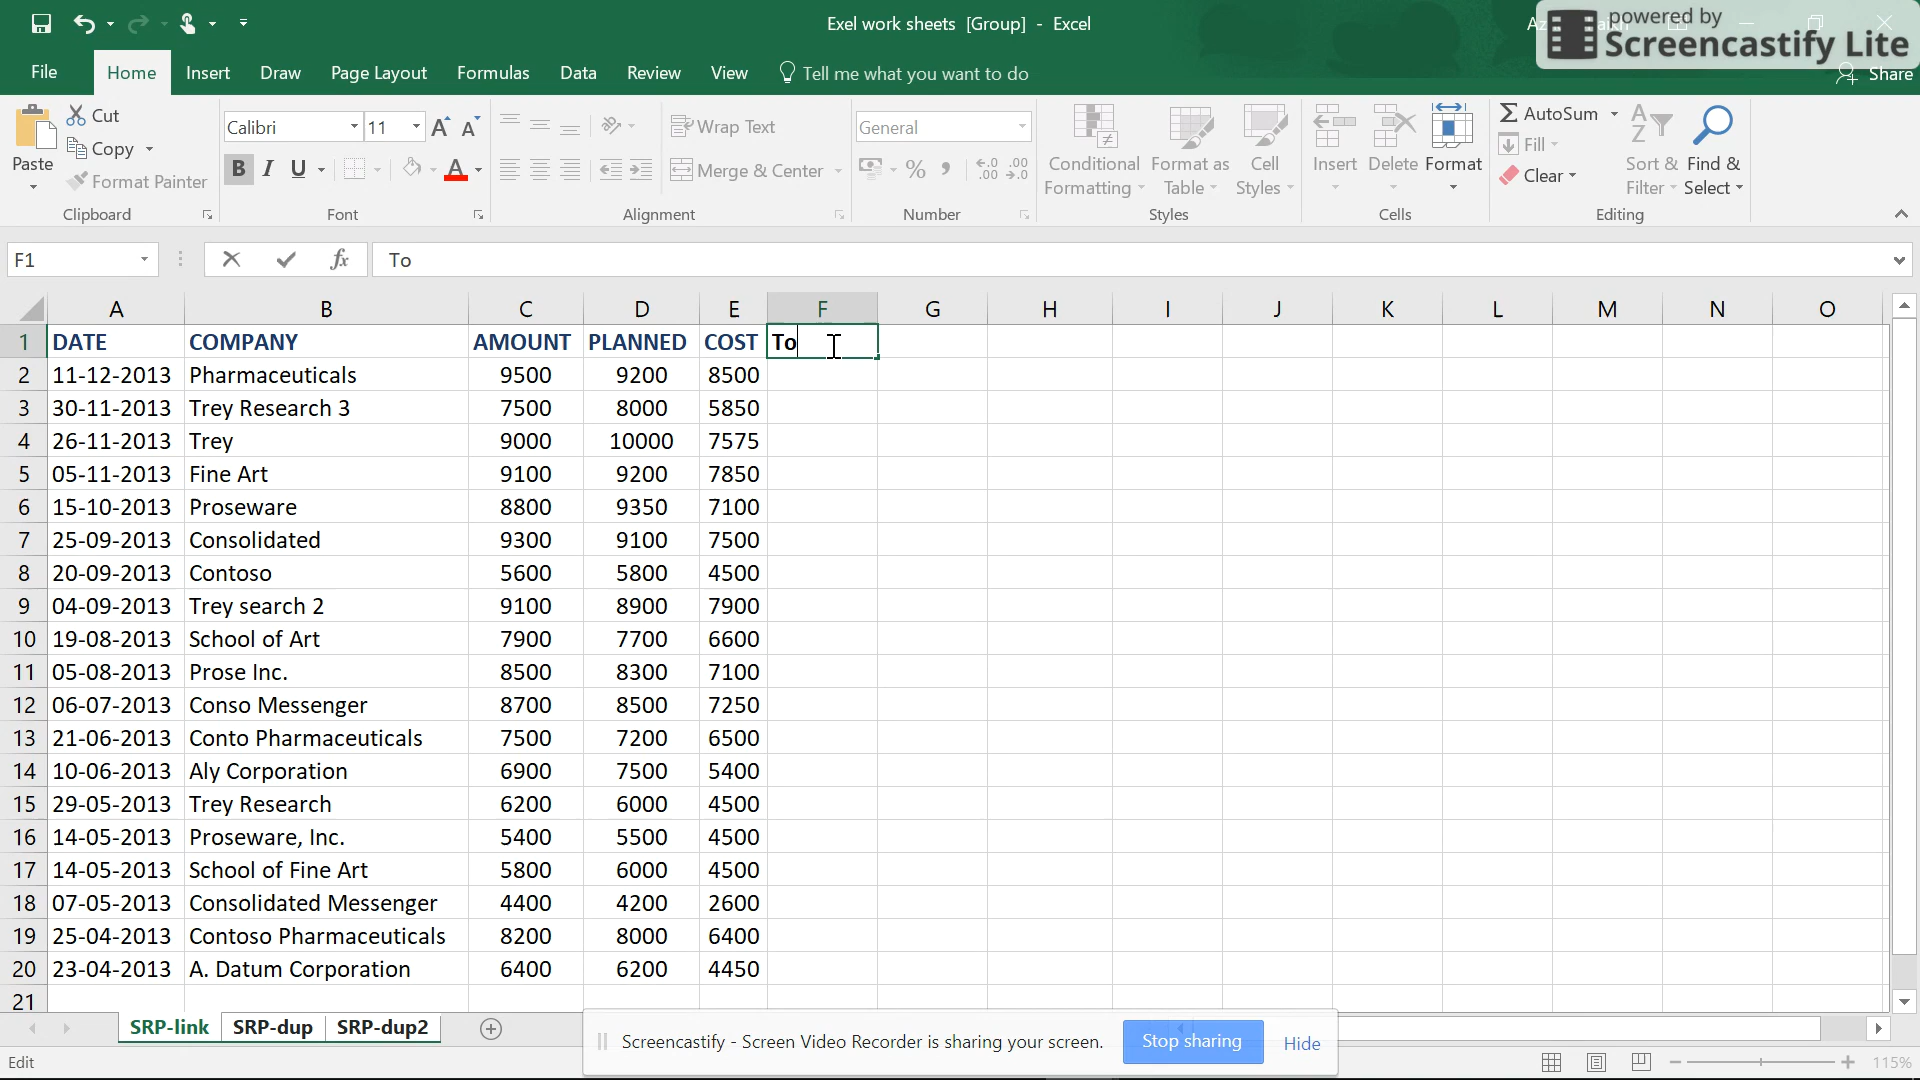 Exel work sheets [Group] - Excel
powered by
Screencastify Lite
File Home Insert Draw Page Layout Formulas Data Review View Tell me what you want to do Share
Paste
Cut
Copy
Format Painter
Clipboard
Calibri 11
B I U A
Font
Wrap Text
Merge & Center
Alignment
General
%
Number
Conditional Formatting
Format as Table
Cell Styles
Styles
Insert Delete Format
Cells
AutoSum
Fill
Clear
Sort & Filter
Find & Select
Editing
F1 fx To
A B C D E F G H I J K L M N O
1 DATE COMPANY AMOUNT PLANNED COST To
2 11-12-2013 Pharmaceuticals 9500 9200 8500
3 30-11-2013 Trey Research 3 7500 8000 5850
4 26-11-2013 Trey 9000 10000 7575
5 05-11-2013 Fine Art 9100 9200 7850
6 15-10-2013 Proseware 8800 9350 7100
7 25-09-2013 Consolidated 9300 9100 7500
8 20-09-2013 Contoso 5600 5800 4500
9 04-09-2013 Trey search 2 9100 8900 7900
10 19-08-2013 School of Art 7900 7700 6600
11 05-08-2013 Prose Inc. 8500 8300 7100
12 06-07-2013 Conso Messenger 8700 8500 7250
13 21-06-2013 Conto Pharmaceuticals 7500 7200 6500
14 10-06-2013 Aly Corporation 6900 7500 5400
15 29-05-2013 Trey Research 6200 6000 4500
16 14-05-2013 Proseware, Inc. 5400 5500 4500
17 14-05-2013 School of Fine Art 5800 6000 4500
18 07-05-2013 Consolidated Messenger 4400 4200 2600
19 25-04-2013 Contoso Pharmaceuticals 8200 8000 6400
20 23-04-2013 A. Datum Corporation 6400 6200 4450
21
SRP-link SRP-dup SRP-dup2
Screencastify - Screen Video Recorder is sharing your screen. Stop sharing Hide
Edit 115%